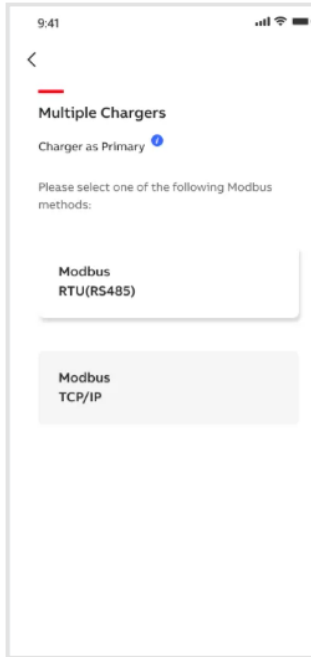 9:41
Multiple Chargers
Charger as Primary i
Please select one of the following Modbus
methods:
Modbus
RTU(RS485)
Modbus
TCP/IP